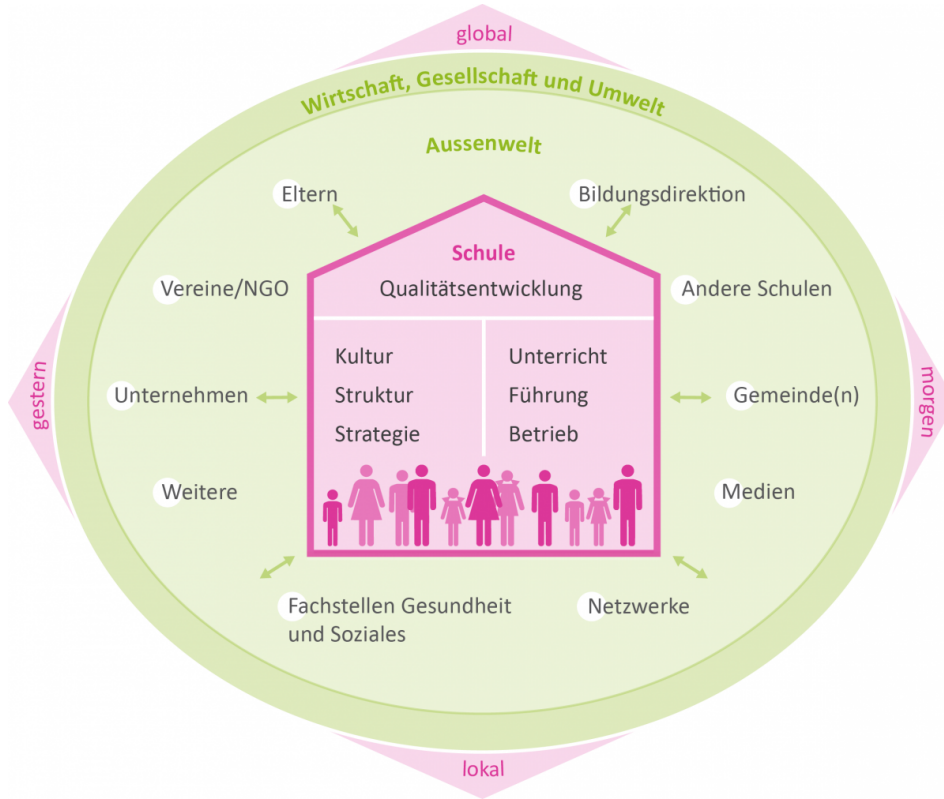 global
Wirtschaft, Gesellschaft und Umwelt
Aussenwelt
Eltern
Bildungsdirektion
Schule
Qualitätsentwicklung
Vereine/NGO
Andere Schulen
Kultur
Unterricht
gestern
morgen
Unternehmen
Struktur
Führung
Gemeinde(n)
Strategie
Betrieb
Weitere
Medien
Fachstellen Gesundheit
und Soziales
Netzwerke
lokal